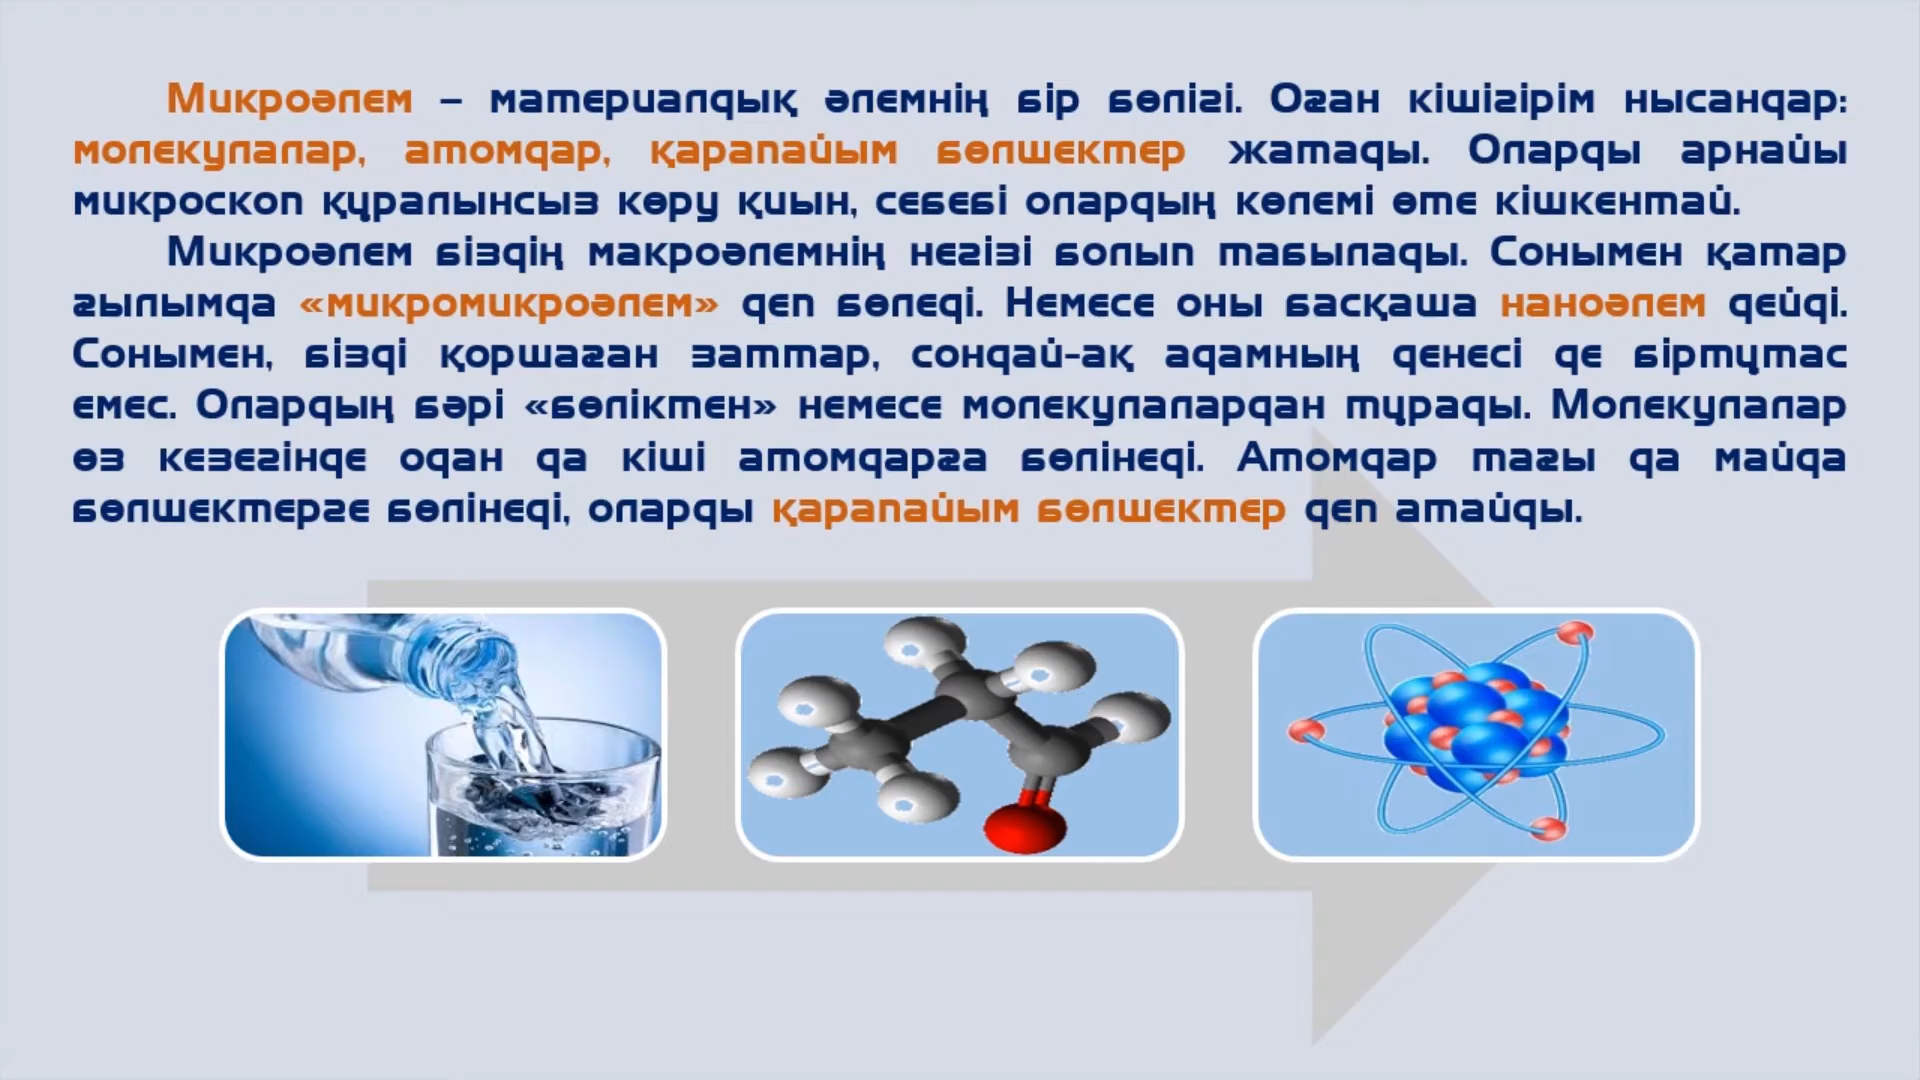 Микроәлем – материалдық әлемнің бір бөлігі. Оған кішігірім нысандар:
молекулалар, атомдар, қарапайым бөлшектер жатады. Оларды арнайы
микроскоп құралынсыз көру қиын, себебі олардың көлемі өте кішкентай.
Микроәлем біздің макроәлемнің негізі болып табылады. Сонымен қатар
ғылымда «микромикроәлем» деп бөледі. Немесе оны басқаша наноәлем дейді.
Сонымен, бізді қоршаған заттар, сондай-ақ адамның денесі де біртұтас
емес. Олардың бәрі «бөліктен» немесе молекулалардан тұрады. Молекулалар
өз кезегінде одан да кіші атомдарға бөлінеді. Атомдар тағы да майда
бөлшектерге бөлінеді, оларды қарапайым бөлшектер деп атайды.